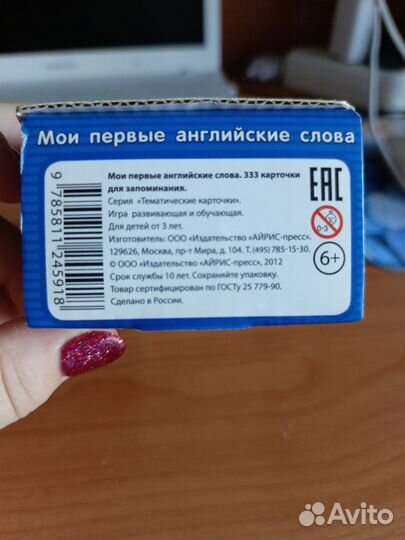 Мои первые английские слова
Мои первые английские слова. 333 карточки
для запоминания.
Серия «Тематические карточки».
Игра развивающая и обучающая.
Для детей от 3 лет.
Изготовитель: ООО «Издательство «АЙРИС-пресс».
129626, Москва, пр-т Мира, д. 104. Т. (495) 785-15-30.
© ООО «Издательство «АЙРИС-пресс», 2012
Срок службы 10 лет. Сохраняйте упаковку.
Товар сертифицирован по ГОСТу 25 779-90.
Сделано в России.
9 785811 245918
EAC
0-3
6+
Avito